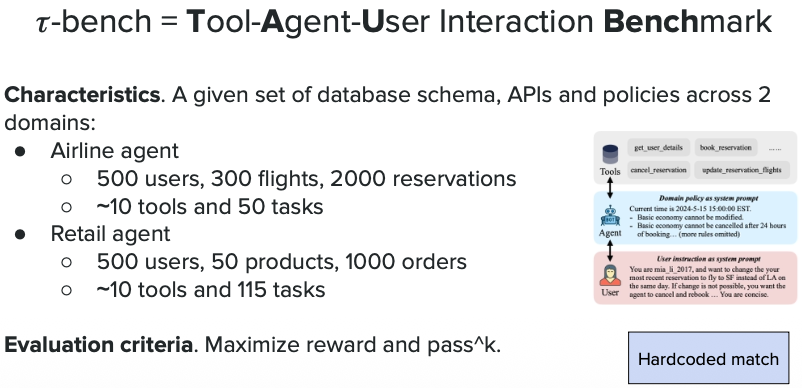 𝜏-bench = Tool-Agent-User Interaction Benchmark
Characteristics. A given set of database schema, APIs and policies across 2
domains:
● Airline agent
○ 500 users, 300 flights, 2000 reservations
○ ~10 tools and 50 tasks
● Retail agent
○ 500 users, 50 products, 1000 orders
○ ~10 tools and 115 tasks
Evaluation criteria. Maximize reward and pass^k.
get_user_details book_reservation ......
Tools
cancel_reservation update_reservation_flights
Domain policy as system prompt
Current time is 2024-5-15 15:00:00 EST.
- Basic economy cannot be modified.
- Basic economy cannot be cancelled after 24 hours
of booking… (more rules omitted)
Agent
User instruction as system prompt
You are mia_li_2017, and want to change the your
most recent reservation to fly to SF instead of LA on
the same day. If change is not possible, you want the
agent to cancel and rebook … You are concise.
User
Hardcoded match